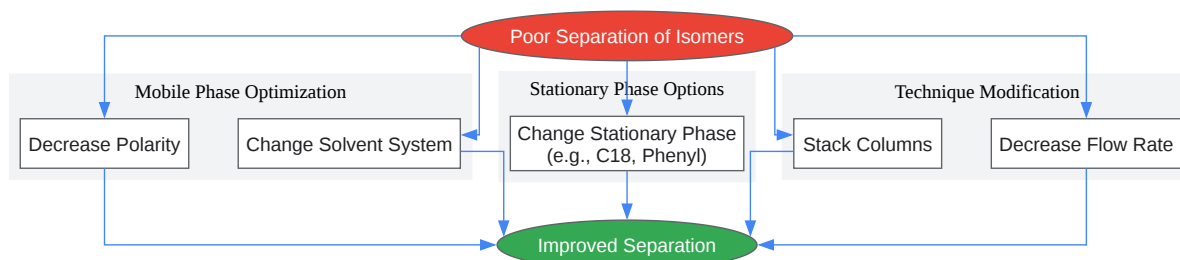 Poor Separation of Isomers
Mobile Phase Optimization
Stationary Phase Options
Technique Modification
Decrease Polarity
Change Solvent System
Change Stationary Phase
(e.g., C18, Phenyl)
Stack Columns
Decrease Flow Rate
Improved Separation